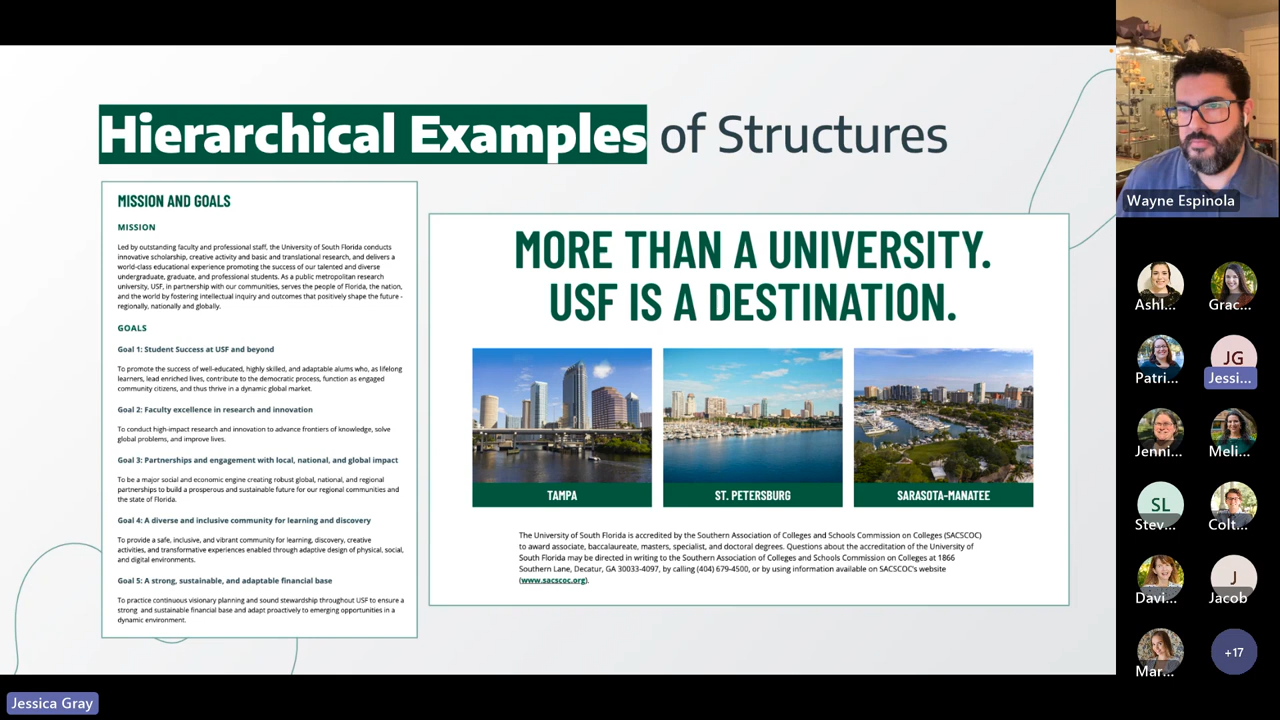 Hierarchical Examples of Structures
MISSION AND GOALS
MISSION
Led by outstanding faculty and professional staff, the University of South Florida conducts
innovative scholarship, creative activity and basic and translational research, and delivers a
world-class educational experience promoting the success of our talented and diverse
undergraduate, graduate, and professional students. As a public metropolitan research
university, USF, in partnership with our communities, serves the people of Florida, the nation,
and the world by fostering intellectual inquiry and outcomes that positively shape the future -
regionally, nationally and globally.
GOALS
Goal 1: Student Success at USF and beyond
To promote the success of well-educated, highly skilled, and adaptable alums who, as lifelong
learners, lead enriched lives, contribute to the democratic process, function as engaged
community citizens, and thus thrive in a dynamic global market.
Goal 2: Faculty excellence in research and innovation
To conduct high-impact research and innovation to advance frontiers of knowledge, solve
global problems, and improve lives.
Goal 3: Partnerships and engagement with local, national, and global impact
To be a major social and economic engine creating robust global, national, and regional
partnerships to build a prosperous and sustainable future for our regional communities and
the state of Florida.
Goal 4: A diverse and inclusive community for learning and discovery
To provide a safe, inclusive, and vibrant community for learning, discovery, creative
activities, and transformative experiences enabled through adaptive design of physical, social,
and digital environments.
Goal 5: A strong, sustainable, and adaptable financial base
To practice continuous visionary planning and sound stewardship throughout USF to ensure a
strong and sustainable financial base and adapt proactively to emerging opportunities in a
dynamic environment.
MORE THAN A UNIVERSITY.
USF IS A DESTINATION.
TAMPA
ST. PETERSBURG
SARASOTA-MANATEE
The University of South Florida is accredited by the Southern Association of Colleges and Schools Commission on Colleges (SACSCOC)
to award associate, baccalaureate, masters, specialist, and doctoral degrees. Questions about the accreditation of the University of
South Florida may be directed in writing to the Southern Association of Colleges and Schools Commission on Colleges at 1866
Southern Lane, Decatur, GA 30033-4097, by calling (404) 679-4500, or by using information available on SACSCOC's website
(www.sacscoc.org).
Wayne Espinola
Ashl...
Grac...
Patri...
JG
Jessi...
Jenni...
Meli...
SL
Stev...
Colt...
Davi...
J
Jacob
Mar...
+17
Jessica Gray